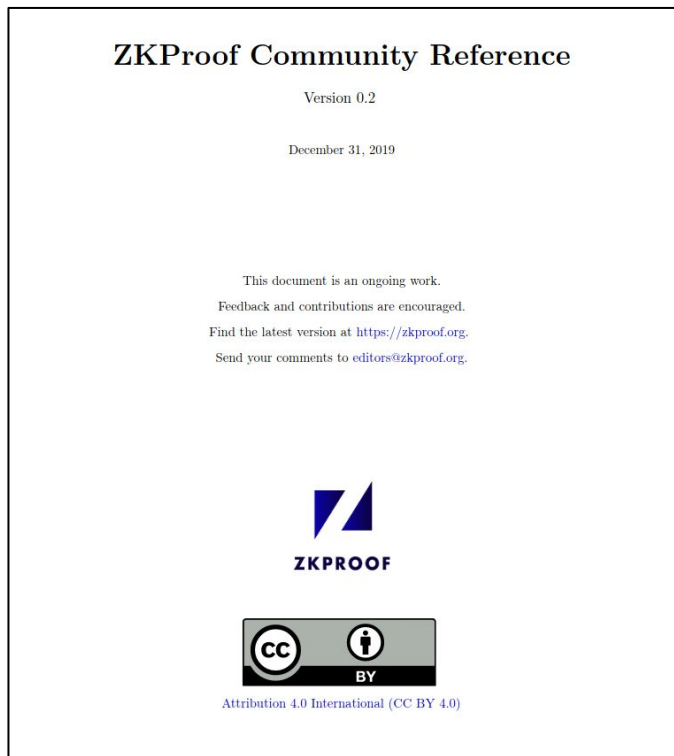 ZKProof Community Reference
Version 0.2
December 31, 2019
This document is an ongoing work.
Feedback and contributions are encouraged.
Find the latest version at https://zkproof.org.
Send your comments to editors@zkproof.org.
ZKPROOF
CC
BY
Attribution 4.0 International (CC BY 4.0)